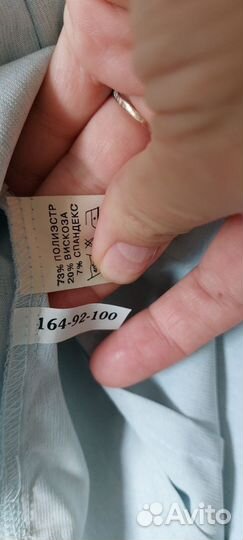 73% ПОЛИЭСТР
20% ВИСКОЗА
7% СПАНДЕКС
164-92-100
Avito